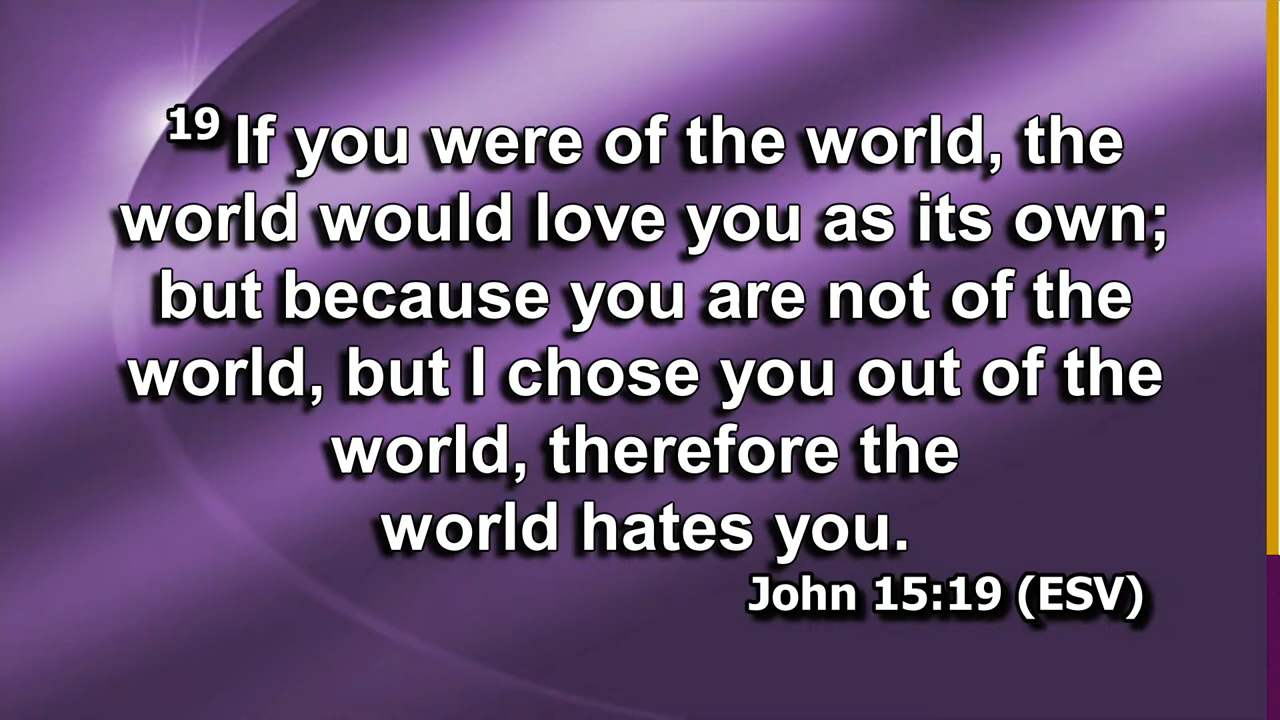 19 If you were of the world, the
world would love you as its own;
but because you are not of the
world, but I chose you out of the
world, therefore the
world hates you.
John 15:19 (ESV)